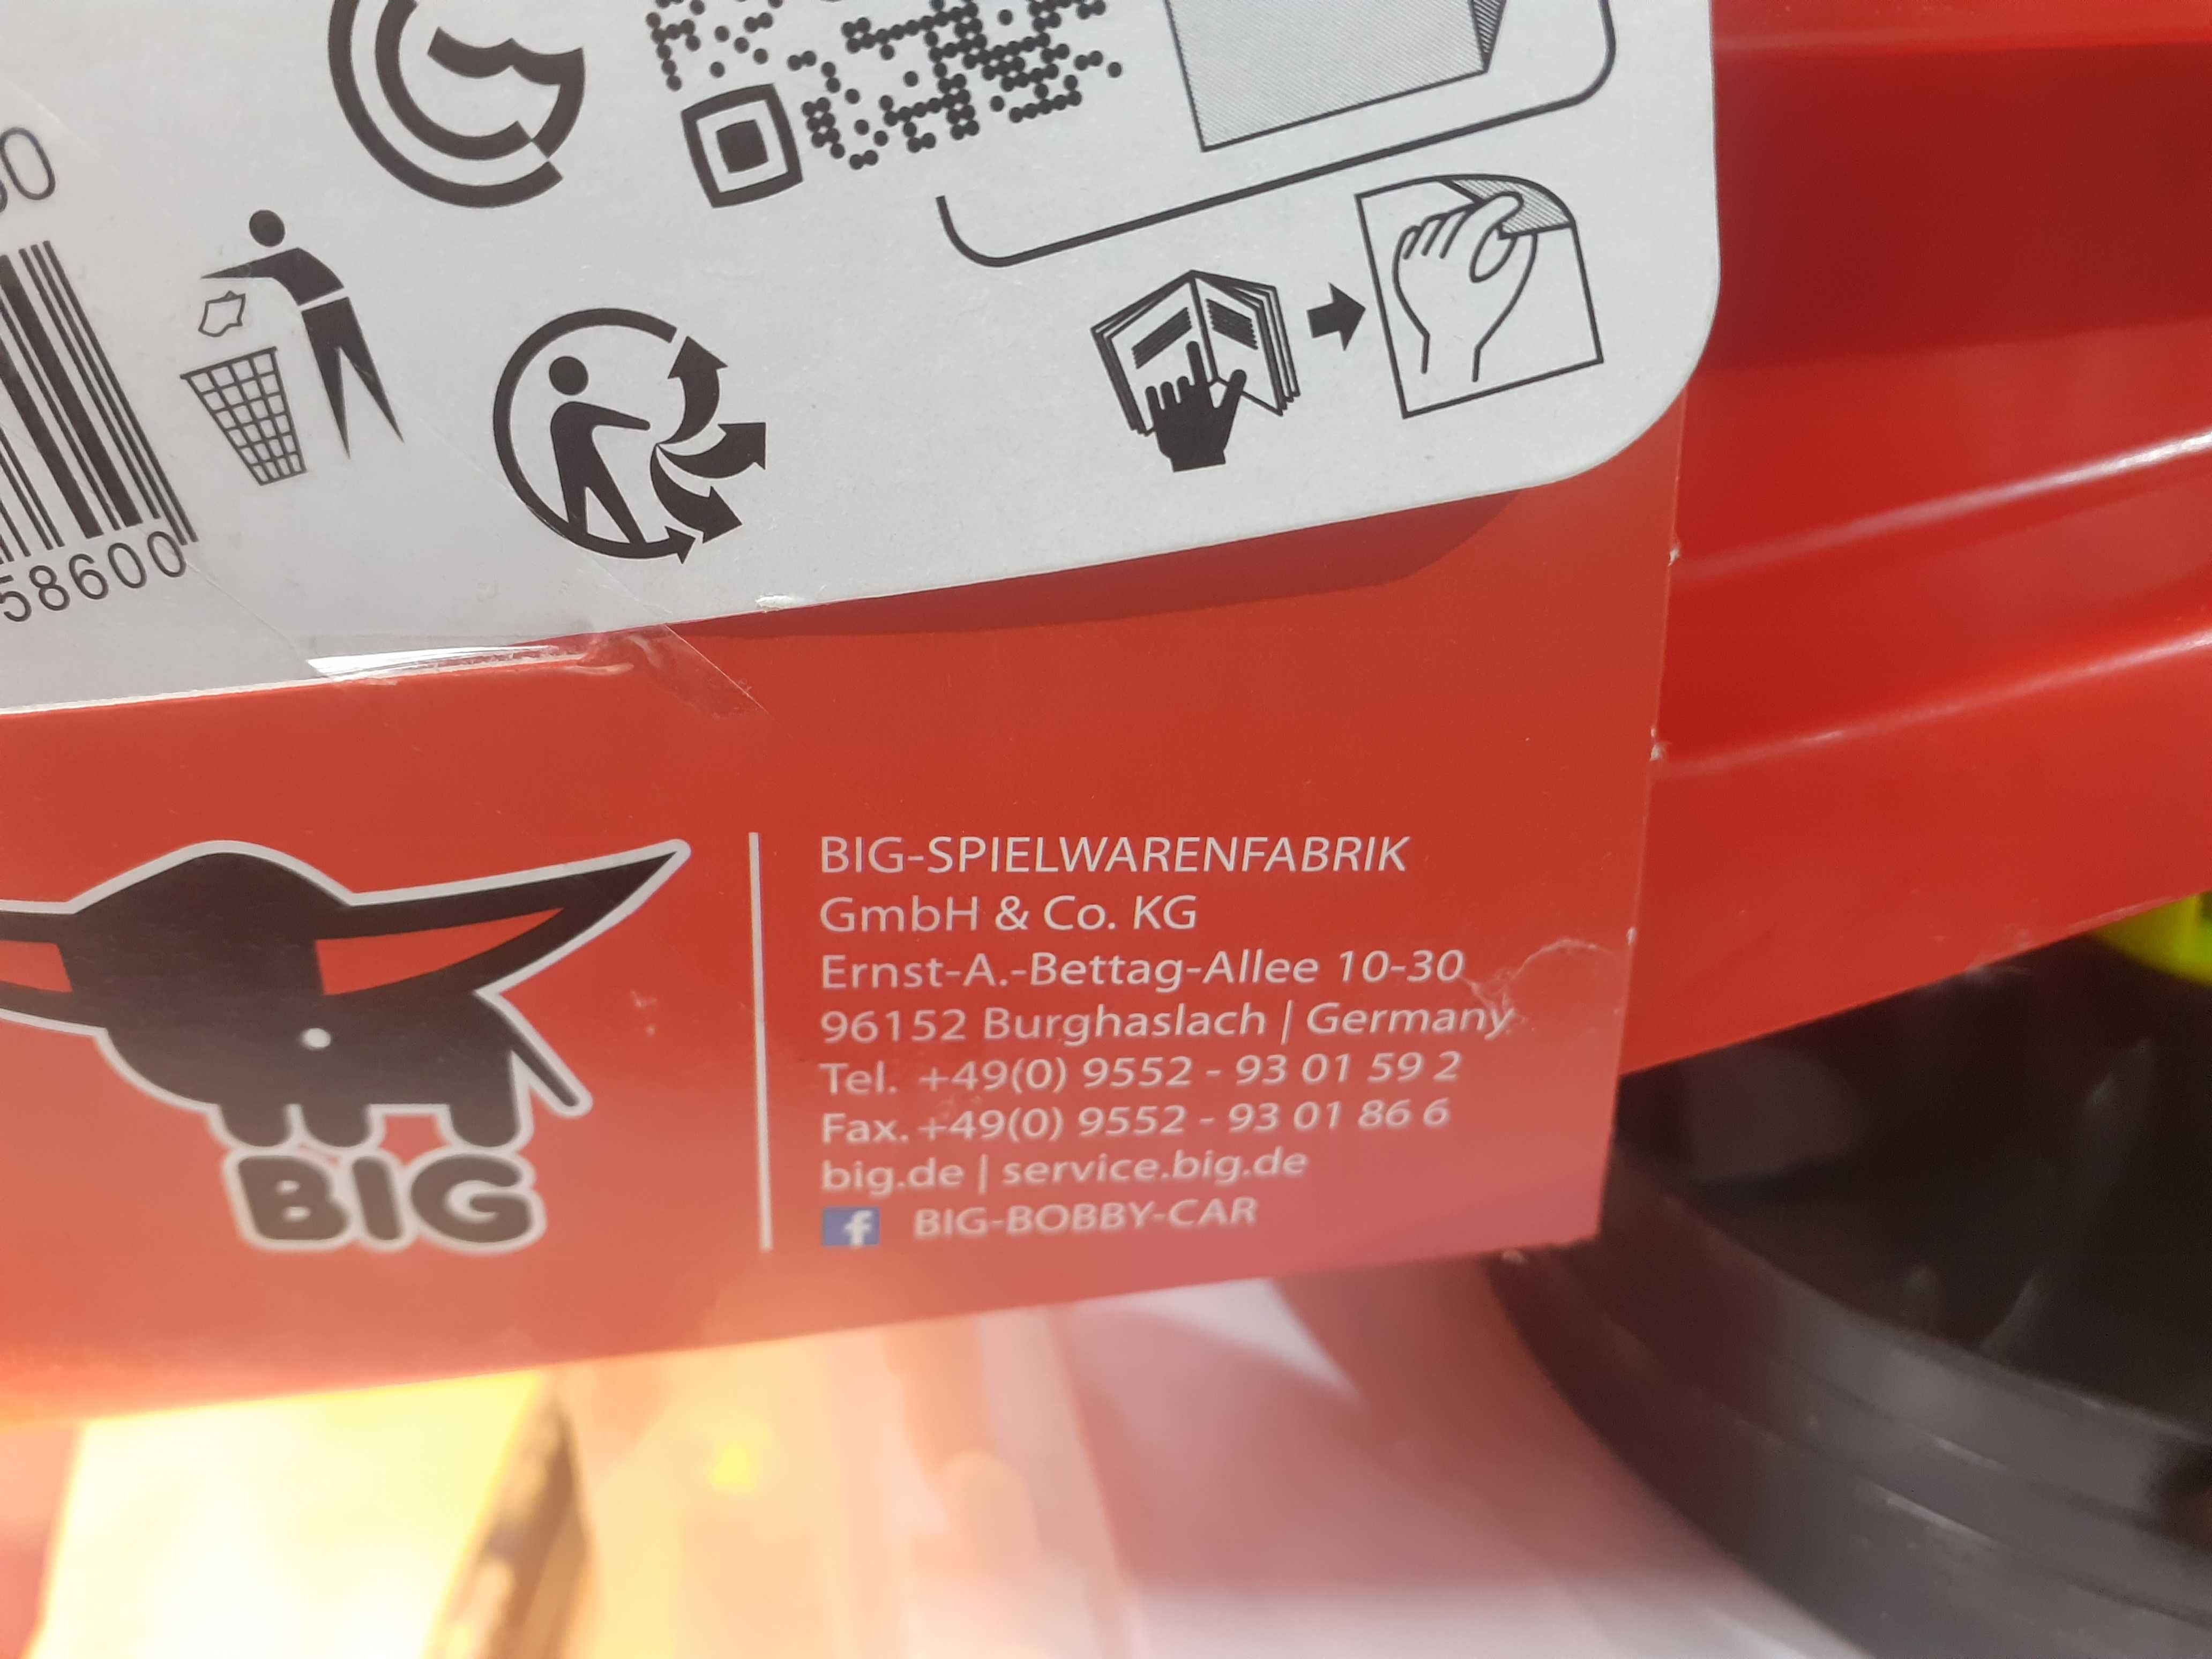 58600
BIG
BIG-SPIELWARENFABRIK
GmbH & Co. KG
Ernst-A.-Bettag-Allee 10-30
96152 Burghaslach | Germany
Tel. +49(0) 9552 - 93 01 59 2
Fax. +49(0) 9552 - 93 01 86 6
big.de | service.big.de
BIG-BOBBY-CAR